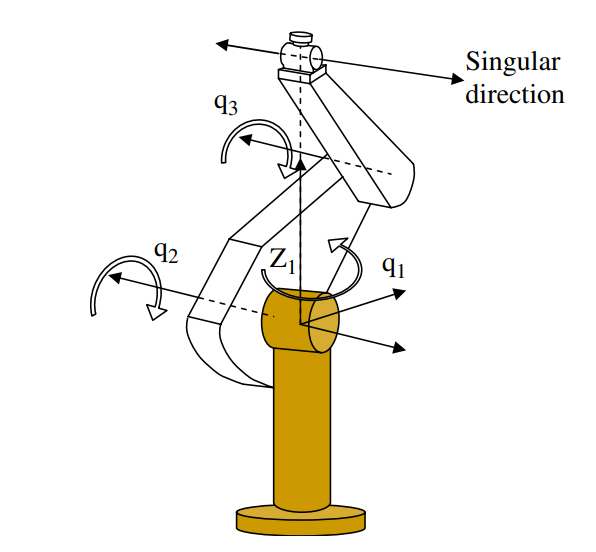 Singular
direction
q3
q2
Z1
q1